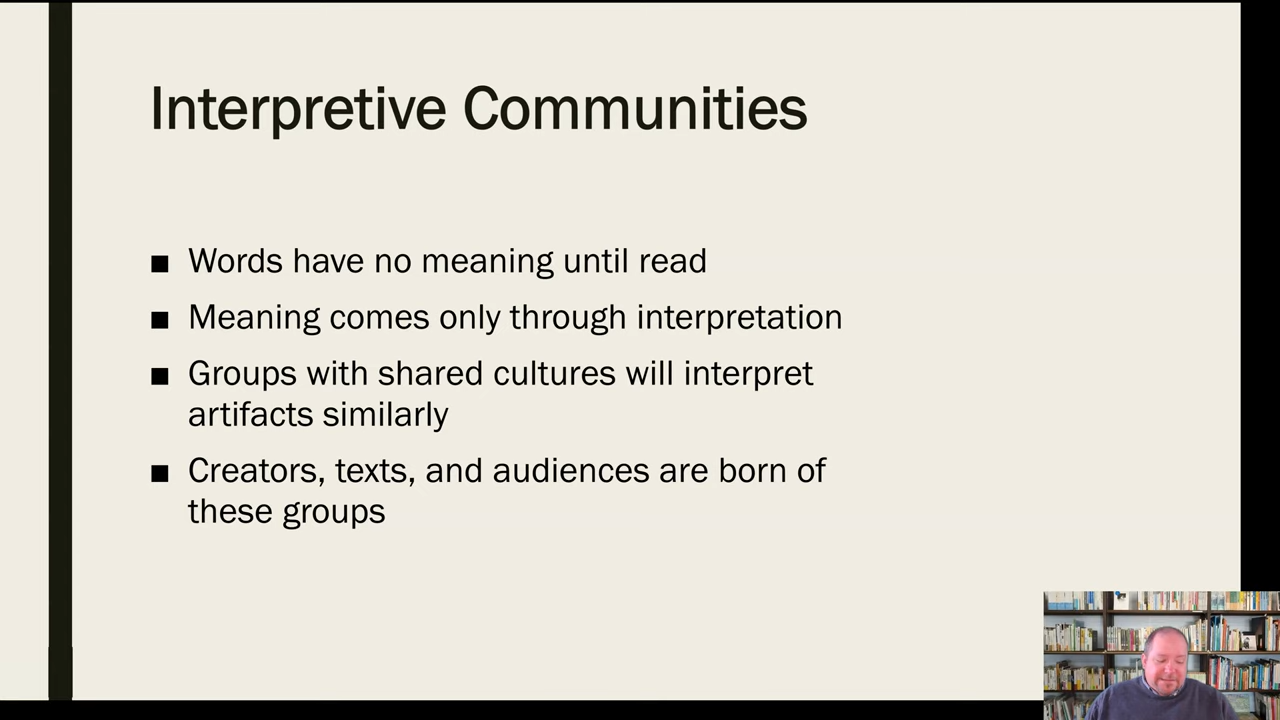 Interpretive Communities
■ Words have no meaning until read
■ Meaning comes only through interpretation
■ Groups with shared cultures will interpret
artifacts similarly
■ Creators, texts, and audiences are born of
these groups